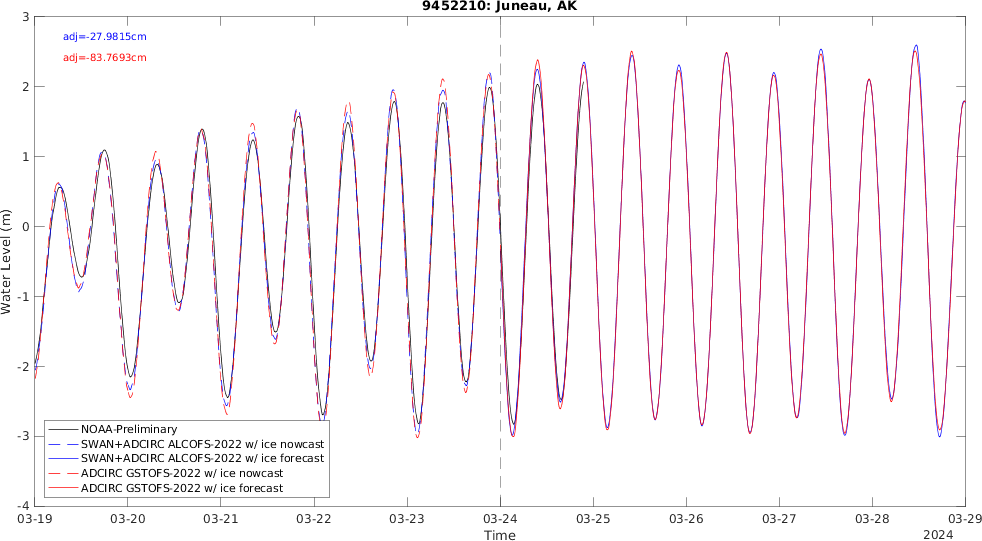 9452210: Juneau, AK
adj=-27.9815cm
adj=-83.7693cm
3
2
1
0
-1
-2
-3
-4
Water Level (m)
NOAA-Preliminary
SWAN+ADCIRC ALCOFS-2022 w/ ice nowcast
SWAN+ADCIRC ALCOFS-2022 w/ ice forecast
ADCIRC GSTOFS-2022 w/ ice nowcast
ADCIRC GSTOFS-2022 w/ ice forecast
03-19 03-20 03-21 03-22 03-23 03-24 03-25 03-26 03-27 03-28 03-29
Time
2024